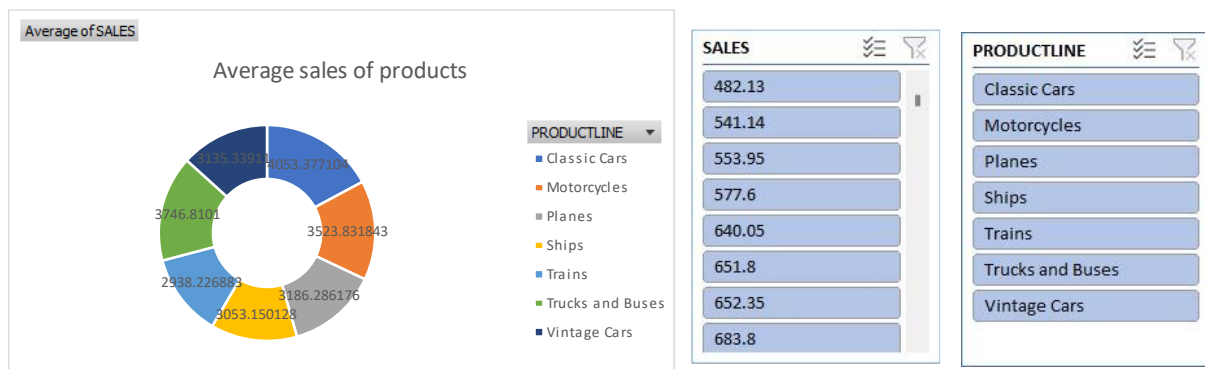 Average of SALES
Average sales of products
3135.33911
4053.377104
3746.8101
3523.831843
2938.226883
3186.286176
3053.150128
PRODUCTLINE
Classic Cars
Motorcycles
Planes
Ships
Trains
Trucks and Buses
Vintage Cars
SALES
482.13
541.14
553.95
577.6
640.05
651.8
652.35
683.8
PRODUCTLINE
Classic Cars
Motorcycles
Planes
Ships
Trains
Trucks and Buses
Vintage Cars